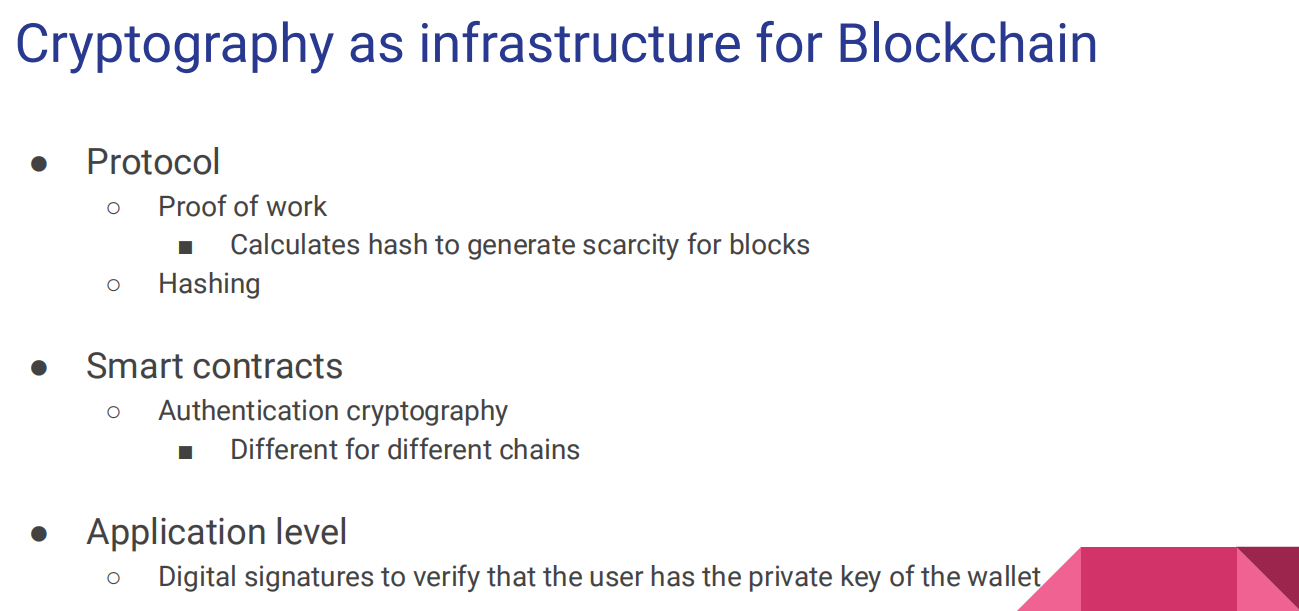 Cryptography as infrastructure for Blockchain
● Protocol
○ Proof of work
■ Calculates hash to generate scarcity for blocks
○ Hashing
● Smart contracts
○ Authentication cryptography
■ Different for different chains
● Application level
○ Digital signatures to verify that the user has the private key of the wallet